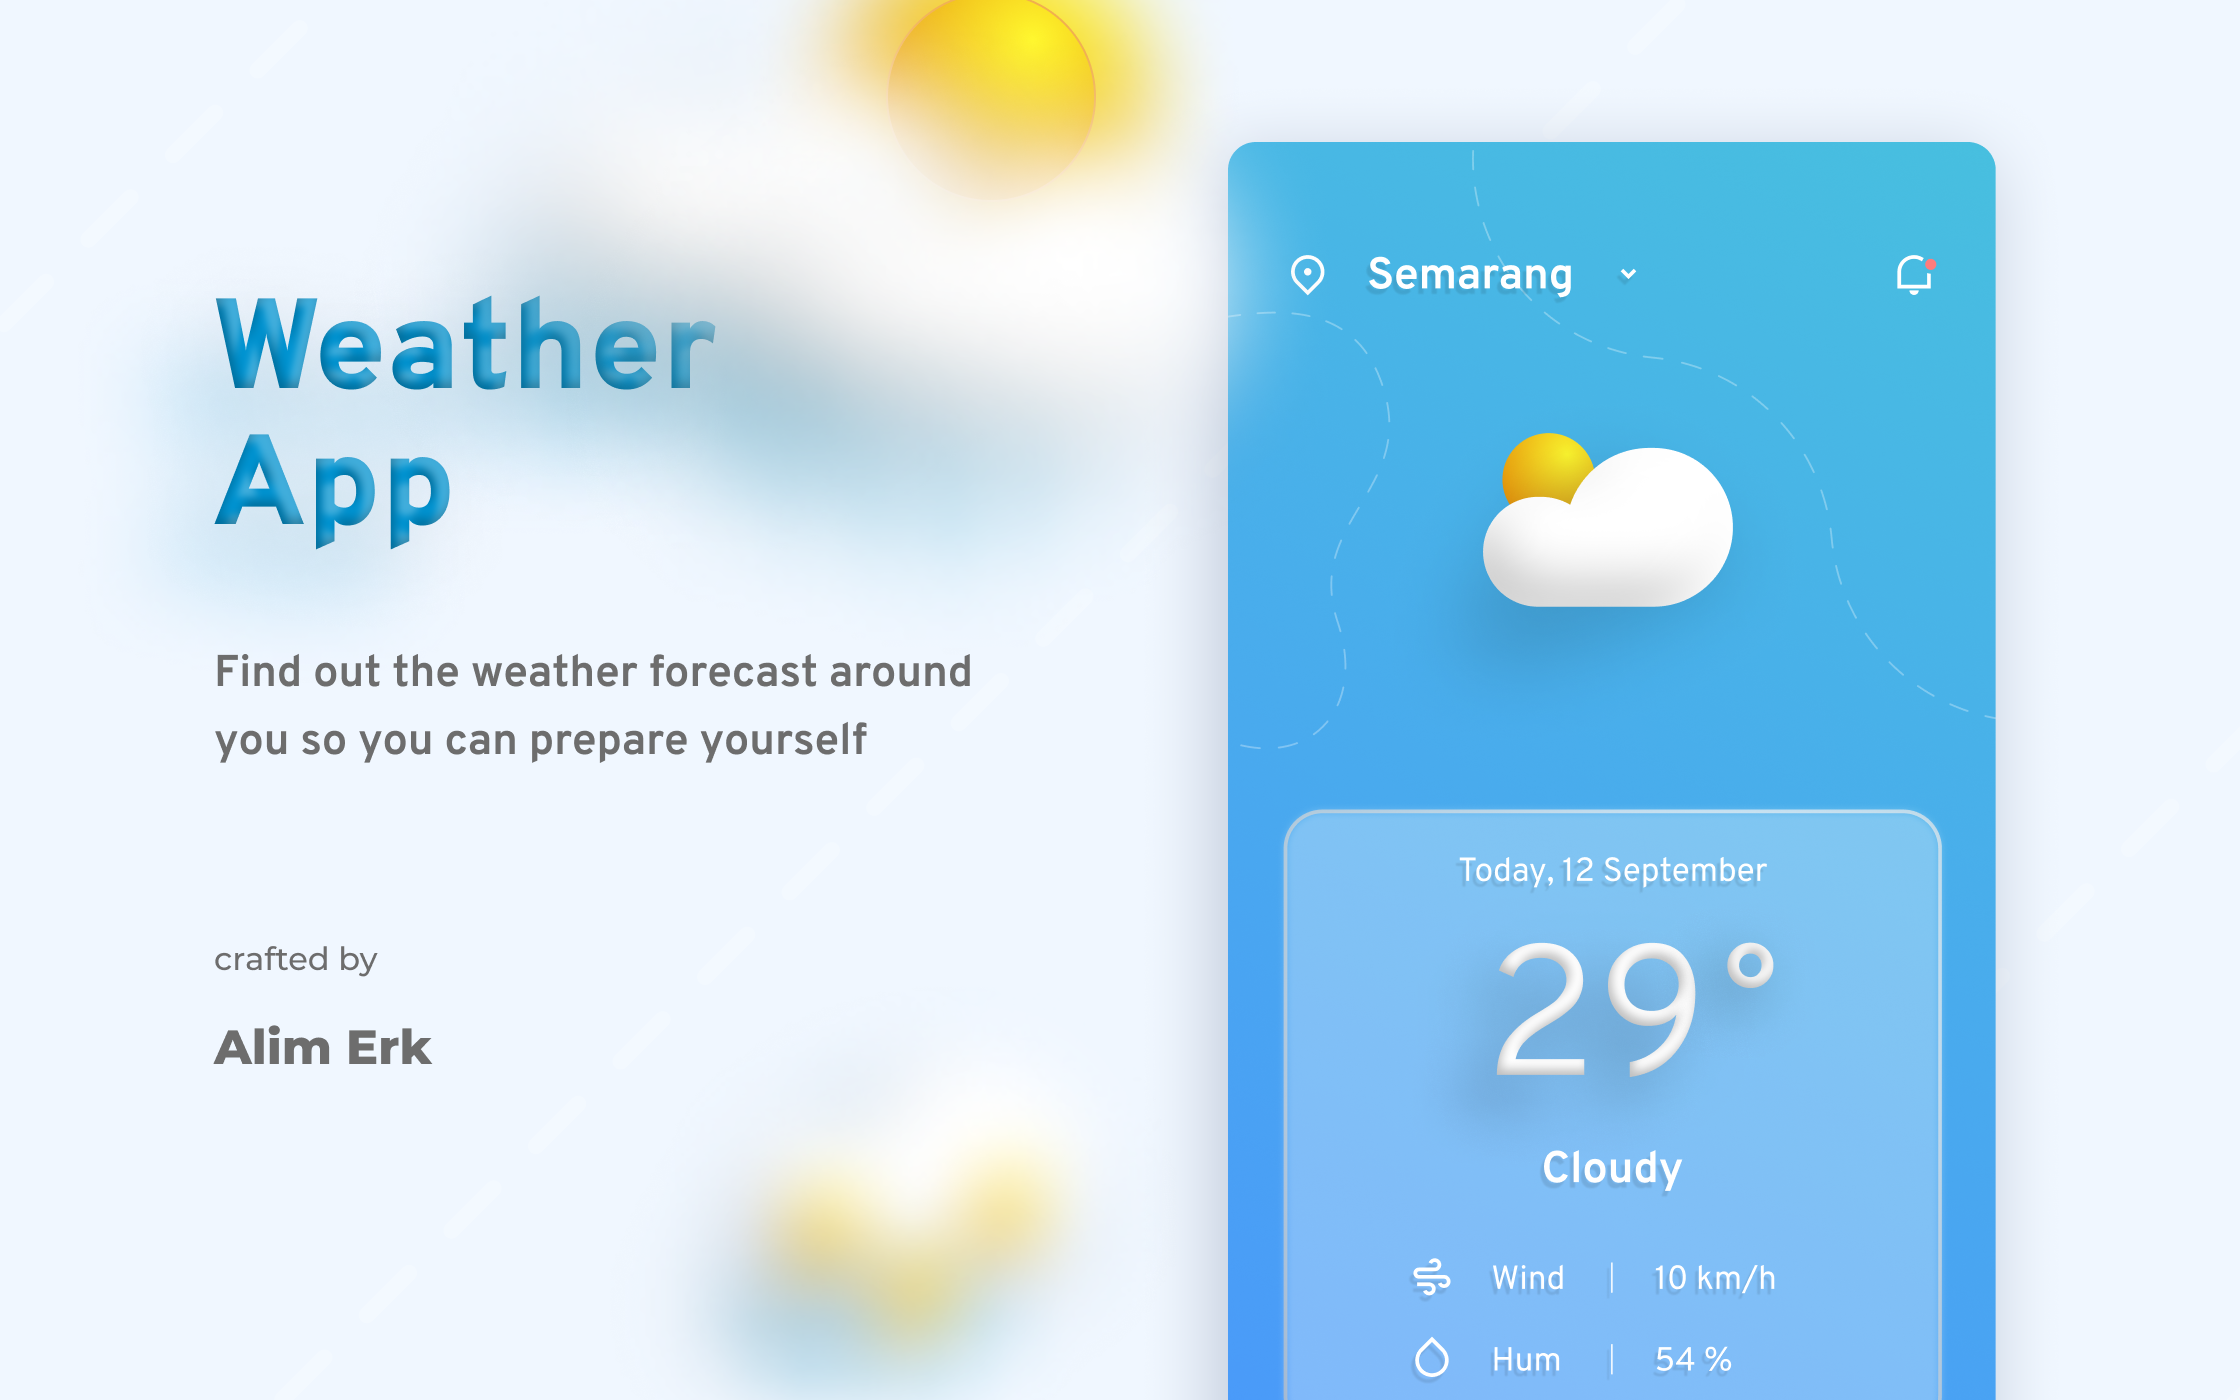 Weather
App
Find out the weather forecast around
you so you can prepare yourself
crafted by
Alim Erk
Semarang
Today, 12 September
29°
Cloudy
Wind | 10 km/h
Hum | 54 %